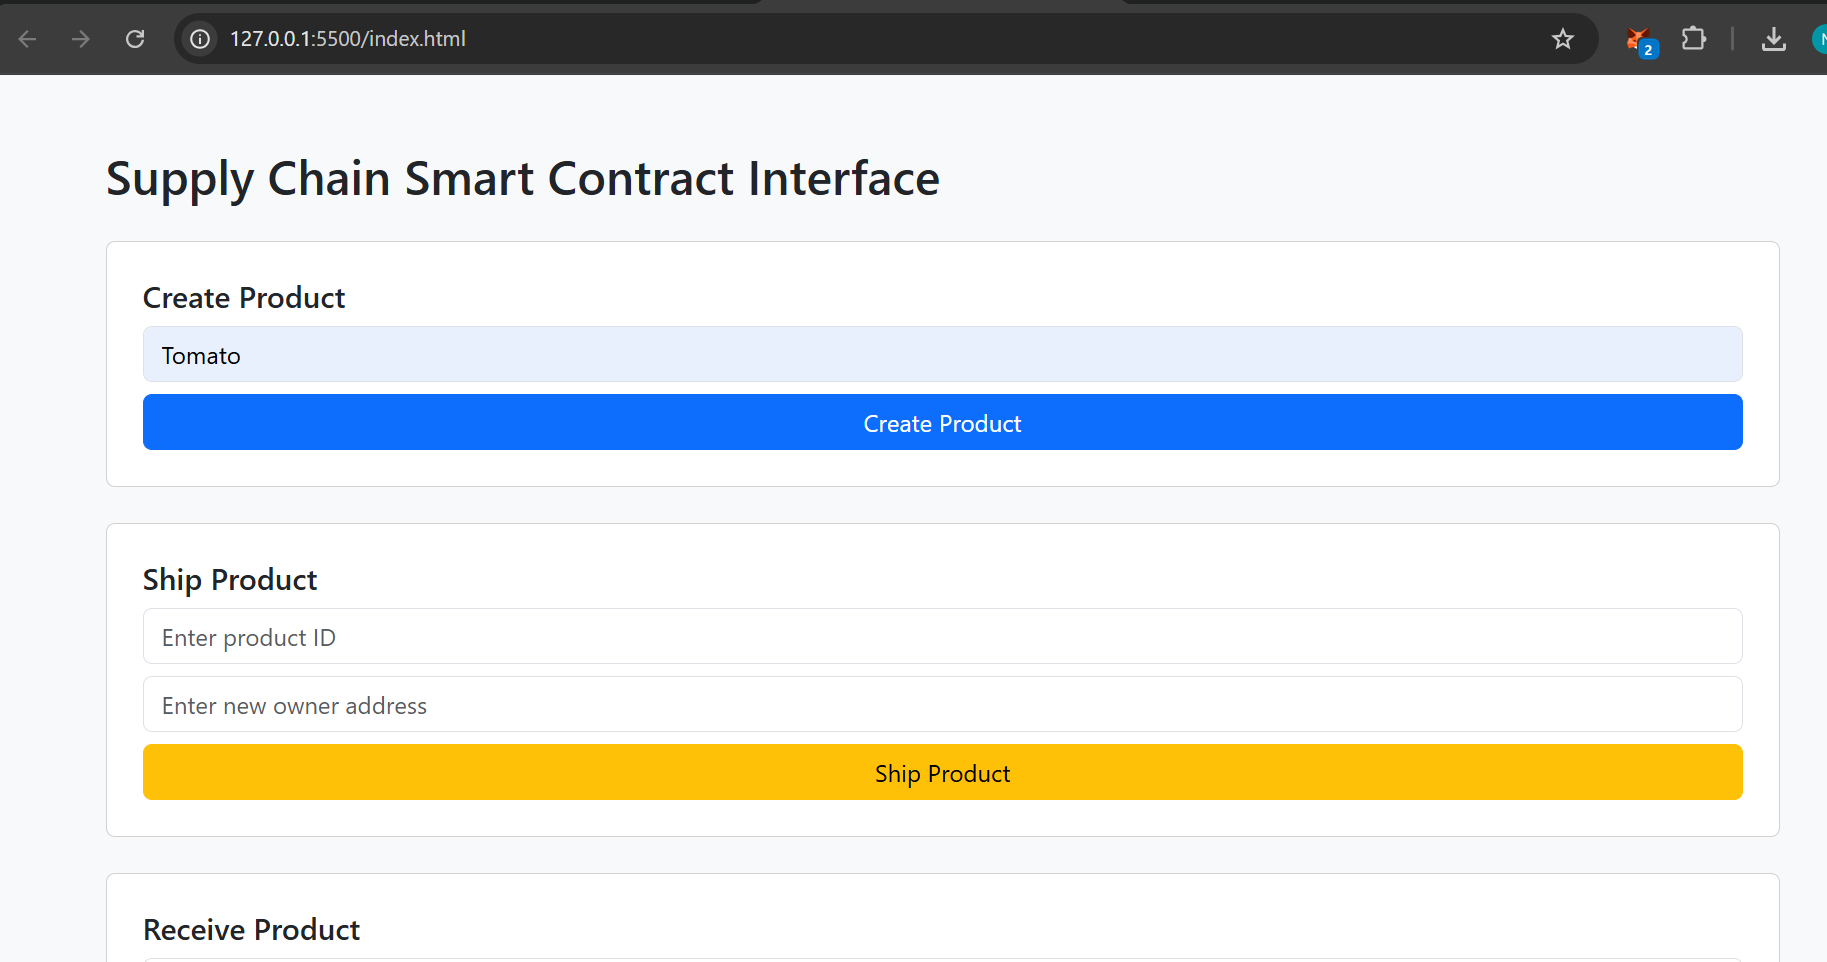 127.0.0.1:5500/index.html
2
N
Supply Chain Smart Contract Interface
Create Product
Tomato
Create Product
Ship Product
Enter product ID
Enter new owner address
Ship Product
Receive Product